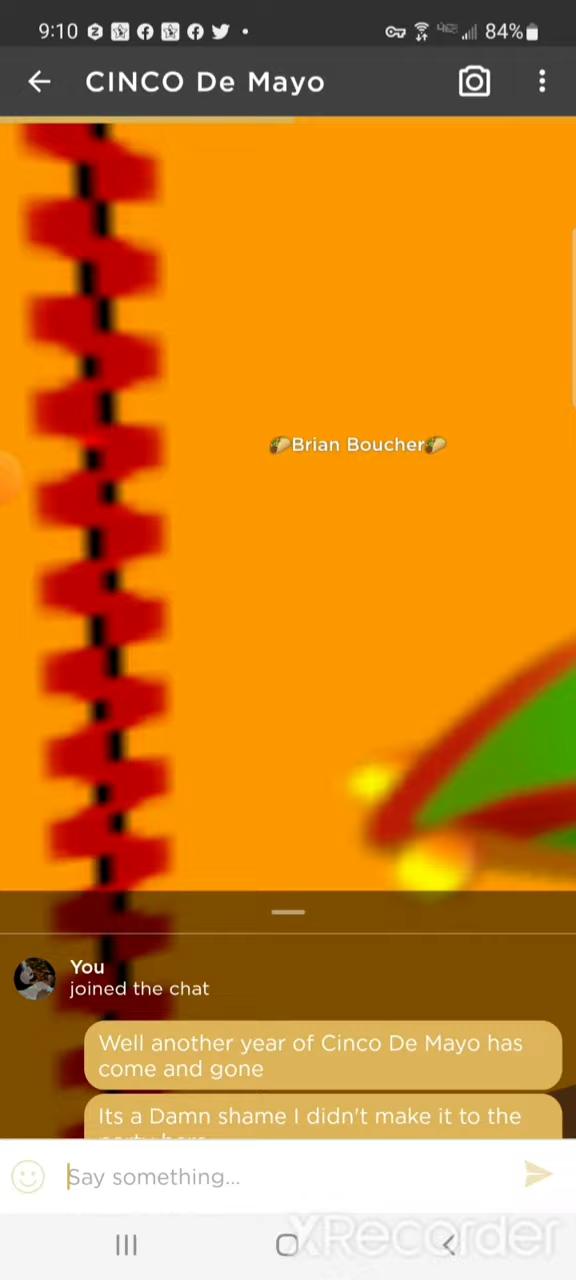 9:10
84%
CINCO De Mayo
🌮Brian Boucher🌮
You
joined the chat
Well another year of Cinco De Mayo has
come and gone
Its a Damn shame I didn't make it to the
Say something...
XRecorder